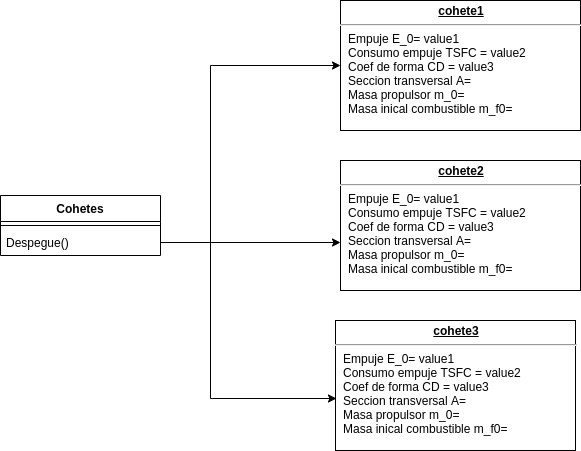 cohete1
Empuje E_0= value1
Consumo empuje TSFC = value2
Coef de forma CD = value3
Seccion transversal A=
Masa propulsor m_0=
Masa inical combustible m_f0=
cohete2
Empuje E_0= value1
Consumo empuje TSFC = value2
Coef de forma CD = value3
Seccion transversal A=
Masa propulsor m_0=
Masa inical combustible m_f0=
Cohetes
Despegue()
cohete3
Empuje E_0= value1
Consumo empuje TSFC = value2
Coef de forma CD = value3
Seccion transversal A=
Masa propulsor m_0=
Masa inical combustible m_f0=